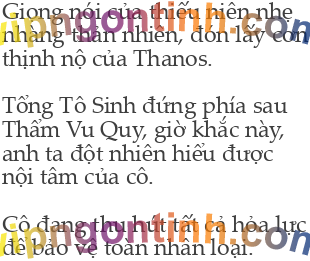 Giọng nói của thiếu niên nhẹ
nhàng thản nhiên, đón lấy cơn
thịnh nộ của Thanos.
Tổng Tô Sinh đứng phía sau
Thẩm Vu Quy, giờ khắc này,
anh ta đột nhiên hiểu được
nội tâm của cô.
Cô đang thu hút tất cả hỏa lực
để bảo vệ toàn nhân loại.